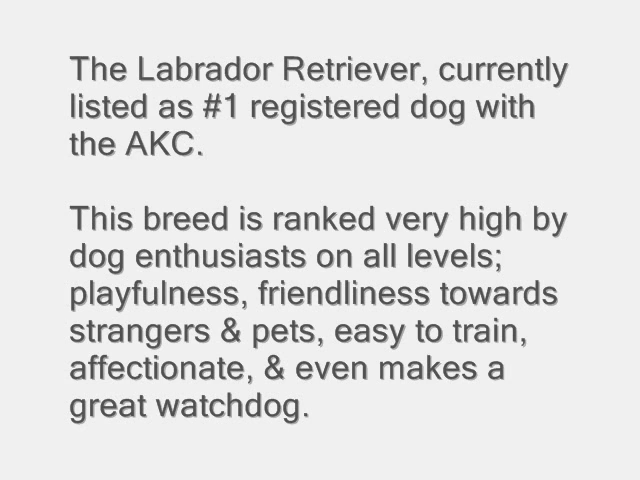 The Labrador Retriever, currently
listed as #1 registered dog with
the AKC.
This breed is ranked very high by
dog enthusiasts on all levels;
playfulness, friendliness towards
strangers & pets, easy to train,
affectionate, & even makes a
great watchdog.